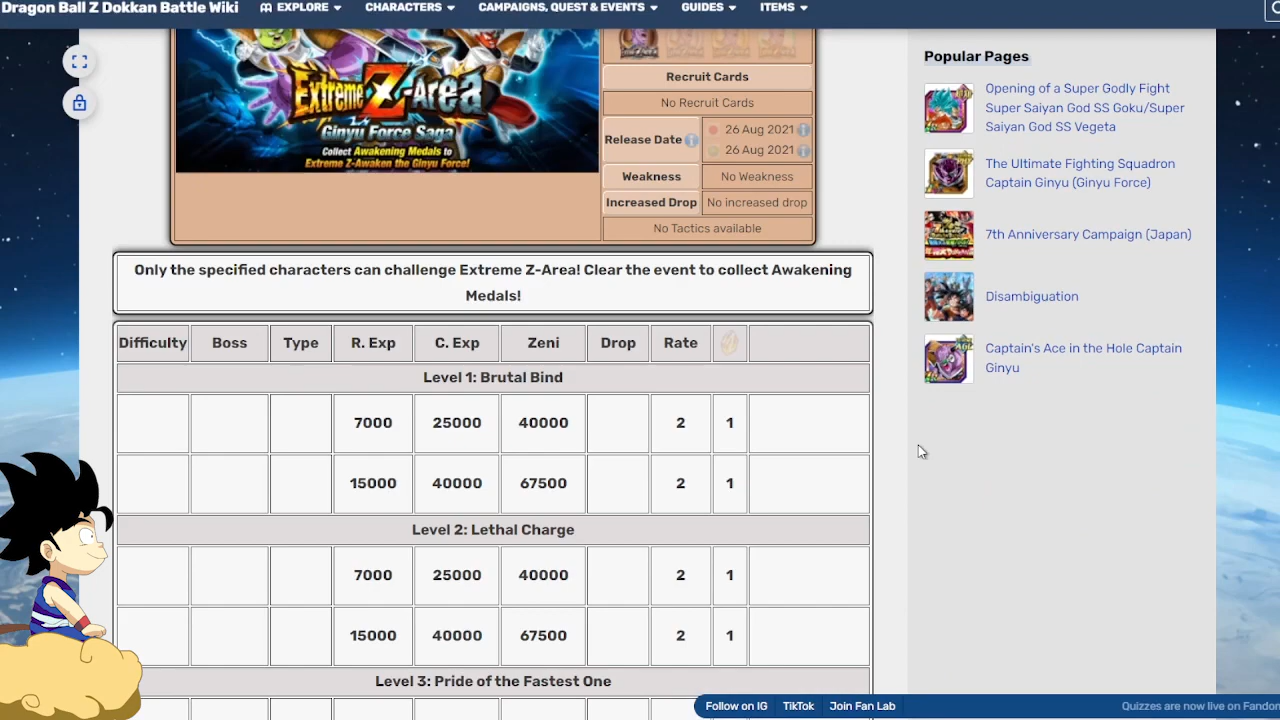 Dragon Ball Z Dokkan Battle Wiki
EXPLORE
CHARACTERS
CAMPAIGNS, QUEST & EVENTS
GUIDES
ITEMS
Extreme Z-Area
Ginyu Force Saga
Collect Awakening Medals to
Extreme Z-Awaken the Ginyu Force!
Recruit Cards
No Recruit Cards
Release Date
26 Aug 2021
26 Aug 2021
Weakness No Weakness
Increased Drop No increased drop
No Tactics available
Only the specified characters can challenge Extreme Z-Area! Clear the event to collect Awakening
Medals!
Difficulty Boss Type R. Exp C. Exp Zeni Drop Rate
Level 1: Brutal Bind
7000 25000 40000 2 1
15000 40000 67500 2 1
Level 2: Lethal Charge
7000 25000 40000 2 1
15000 40000 67500 2 1
Level 3: Pride of the Fastest One
Popular Pages
Opening of a Super Godly Fight
Super Saiyan God SS Goku/Super
Saiyan God SS Vegeta
The Ultimate Fighting Squadron
Captain Ginyu (Ginyu Force)
7th Anniversary Campaign (Japan)
Disambiguation
Captain's Ace in the Hole Captain
Ginyu
Follow on IG
TikTok
Join Fan Lab
Quizzes are now live on Fandon